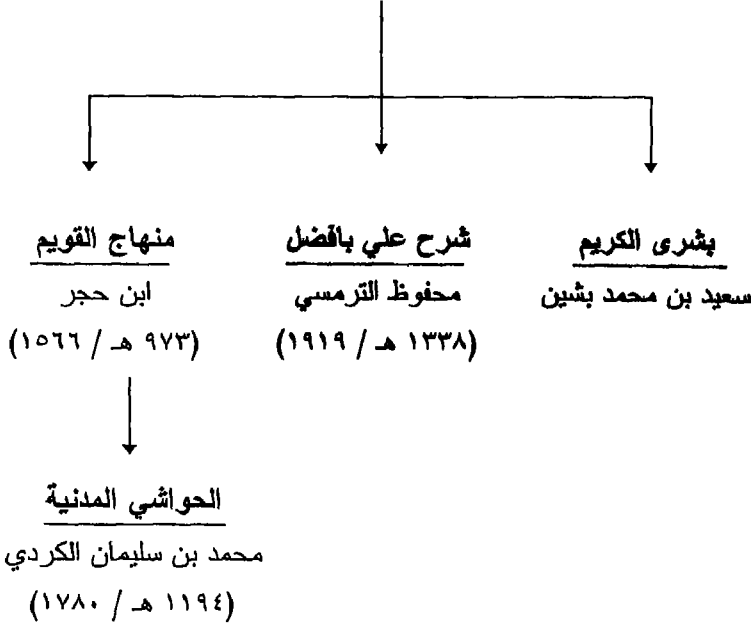 بشرى الكريم
سعيد بن محمد بشين
شرح علي بافضل
محفوظ الترمسي
(١٣٣٨ هـ / ١٩١٩)
منهاج القويم
ابن حجر
(٩٧٣ هـ / ١٥٦٦)
الحواشي المدنية
محمد بن سليمان الكردي
(١١٩٤ هـ / ١٧٨٠)